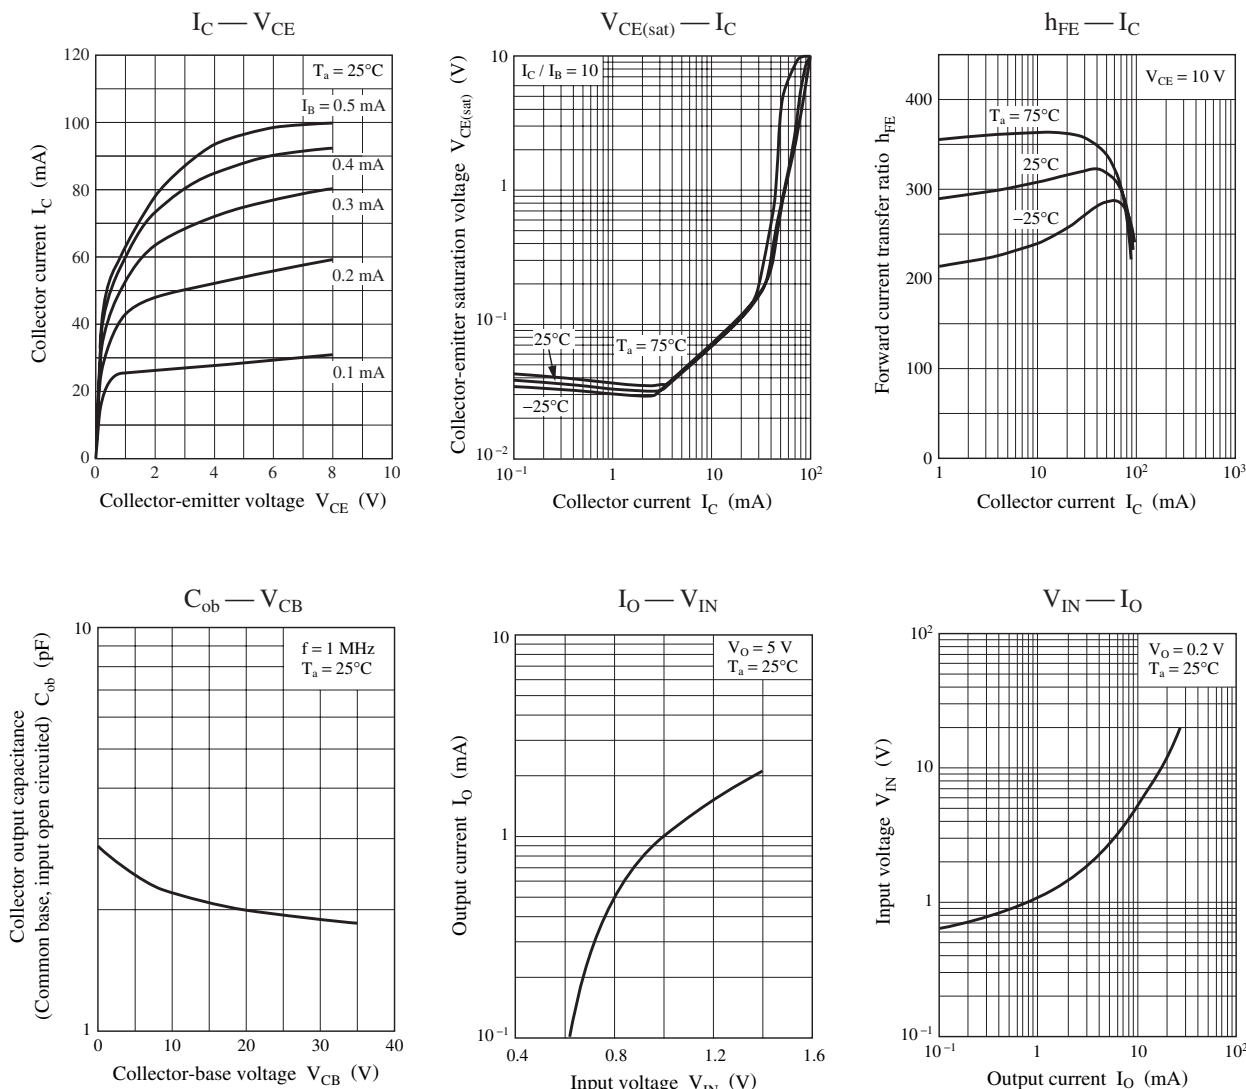 I_C — V_CE
120
100
80
60
40
20
0
0 2 4 6 8 10
T_a = 25°C
I_B = 0.5 mA
0.4 mA
0.3 mA
0.2 mA
0.1 mA
Collector current I_C (mA)
Collector-emitter voltage V_CE (V)
V_CE(sat) — I_C
10
1
10^−1
10^−2
10^−1 1 10 10^2
I_C / I_B = 10
25°C
T_a = 75°C
−25°C
Collector-emitter saturation voltage V_CE(sat) (V)
Collector current I_C (mA)
h_FE — I_C
400
300
200
100
0
1 10 10^2 10^3
V_CE = 10 V
T_a = 75°C
25°C
−25°C
Forward current transfer ratio h_FE
Collector current I_C (mA)
C_ob — V_CB
10
1
0 10 20 30 40
f = 1 MHz
T_a = 25°C
Collector output capacitance
(Common base, input open circuited) C_ob (pF)
Collector-base voltage V_CB (V)
I_O — V_IN
10
1
10^−1
0.4 0.8 1.2 1.6
V_O = 5 V
T_a = 25°C
Output current I_O (mA)
Input voltage V_IN (V)
V_IN — I_O
10^2
10
1
10^−1
10^−1 1 10 10^2
V_O = 0.2 V
T_a = 25°C
Input voltage V_IN (V)
Output current I_O (mA)